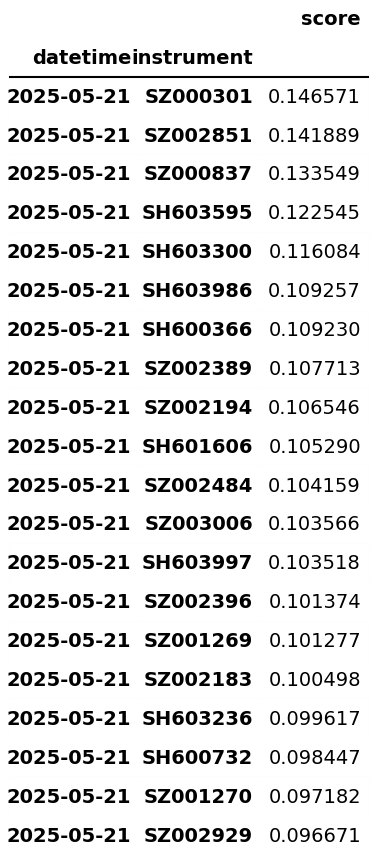 score
datetime instrument
2025-05-21 SZ000301 0.146571
2025-05-21 SZ002851 0.141889
2025-05-21 SZ000837 0.133549
2025-05-21 SH603595 0.122545
2025-05-21 SH603300 0.116084
2025-05-21 SH603986 0.109257
2025-05-21 SH600366 0.109230
2025-05-21 SZ002389 0.107713
2025-05-21 SZ002194 0.106546
2025-05-21 SH601606 0.105290
2025-05-21 SZ002484 0.104159
2025-05-21 SZ003006 0.103566
2025-05-21 SH603997 0.103518
2025-05-21 SZ002396 0.101374
2025-05-21 SZ001269 0.101277
2025-05-21 SZ002183 0.100498
2025-05-21 SH603236 0.099617
2025-05-21 SH600732 0.098447
2025-05-21 SZ001270 0.097182
2025-05-21 SZ002929 0.096671